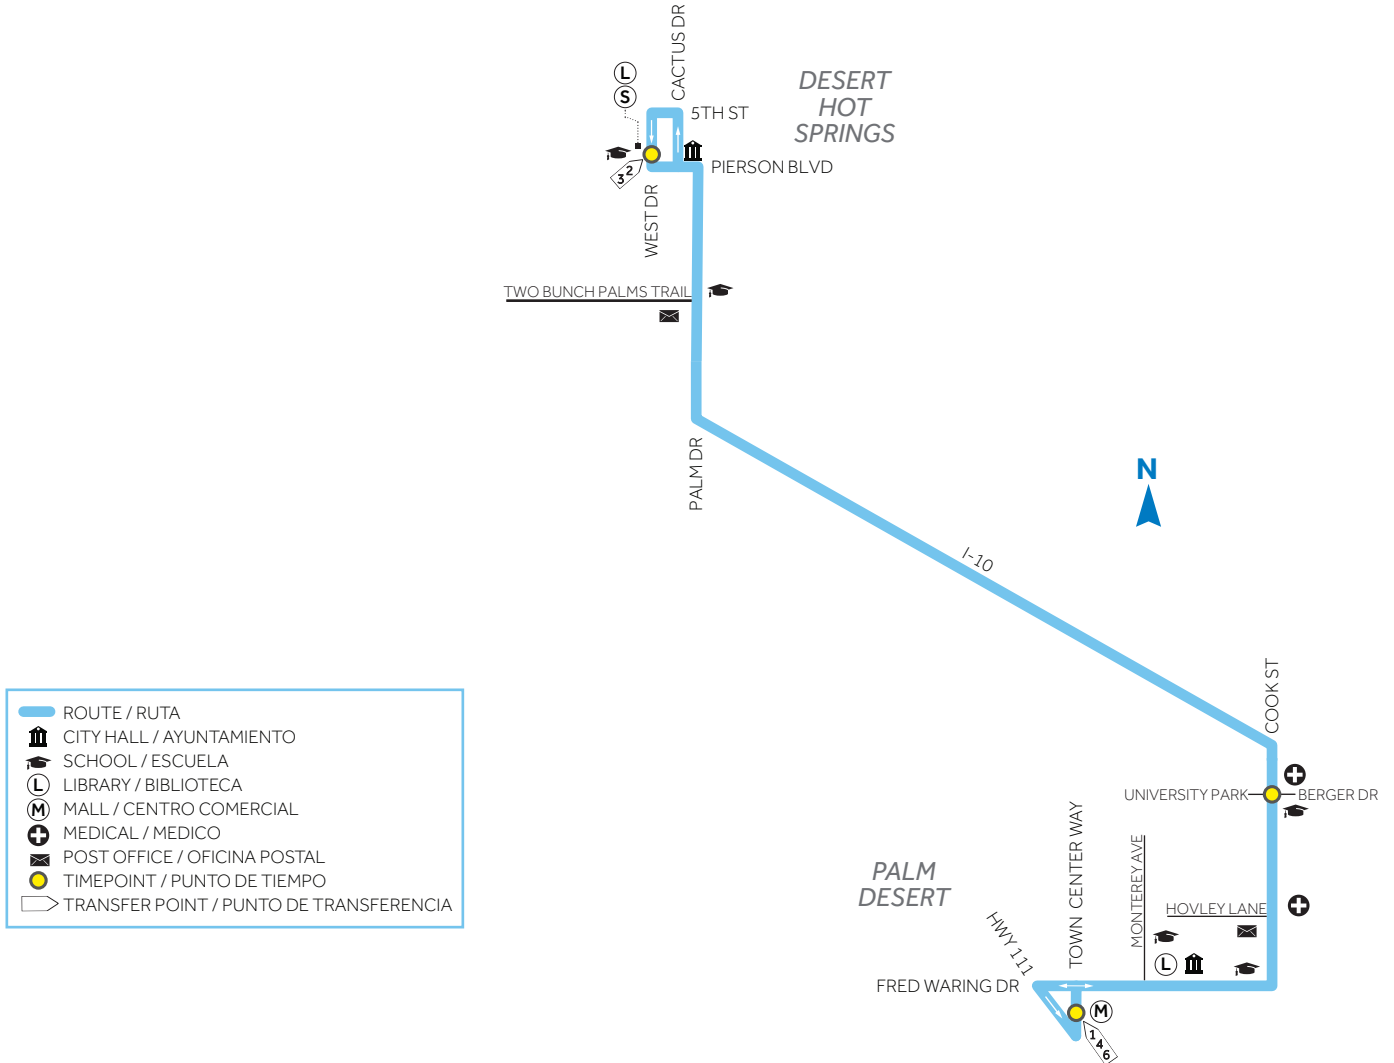 CACTUS DR
L
S
5TH ST
DESERT
HOT
SPRINGS
3 2
PIERSON BLVD
WEST DR
TWO BUNCH PALMS TRAIL
PALM DR
N
I-10
COOK ST
UNIVERSITY PARK
BERGER DR
TOWN CENTER WAY
MONTEREY AVE
PALM
DESERT
HOVLEY LANE
HWY 111
L
FRED WARING DR
M
1 4 6
ROUTE / RUTA
CITY HALL / AYUNTAMIENTO
SCHOOL / ESCUELA
L LIBRARY / BIBLIOTECA
M MALL / CENTRO COMERCIAL
MEDICAL / MEDICO
POST OFFICE / OFICINA POSTAL
TIMEPOINT / PUNTO DE TIEMPO
TRANSFER POINT / PUNTO DE TRANSFERENCIA